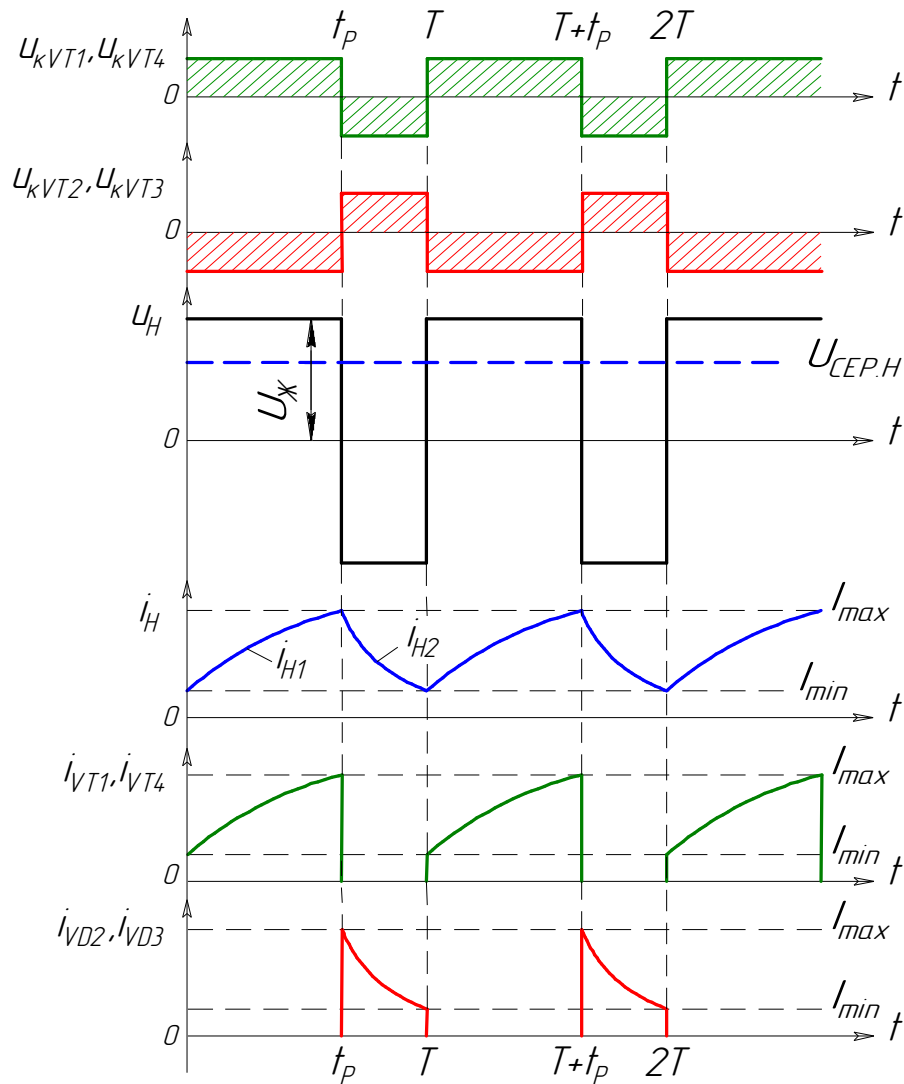 t_P T T+t_P 2T
u_кVT1, u_кVT4
0 t
u_кVT2, u_кVT3
0 t
u_H
U_Ж U_СЕР.Н
0 t
i_H I_max
i_H1 i_H2
I_min
0 t
i_VT1, i_VT4 I_max
I_min
0 t
i_VD2, i_VD3 I_max
I_min
0 t
t_P T T+t_P 2T